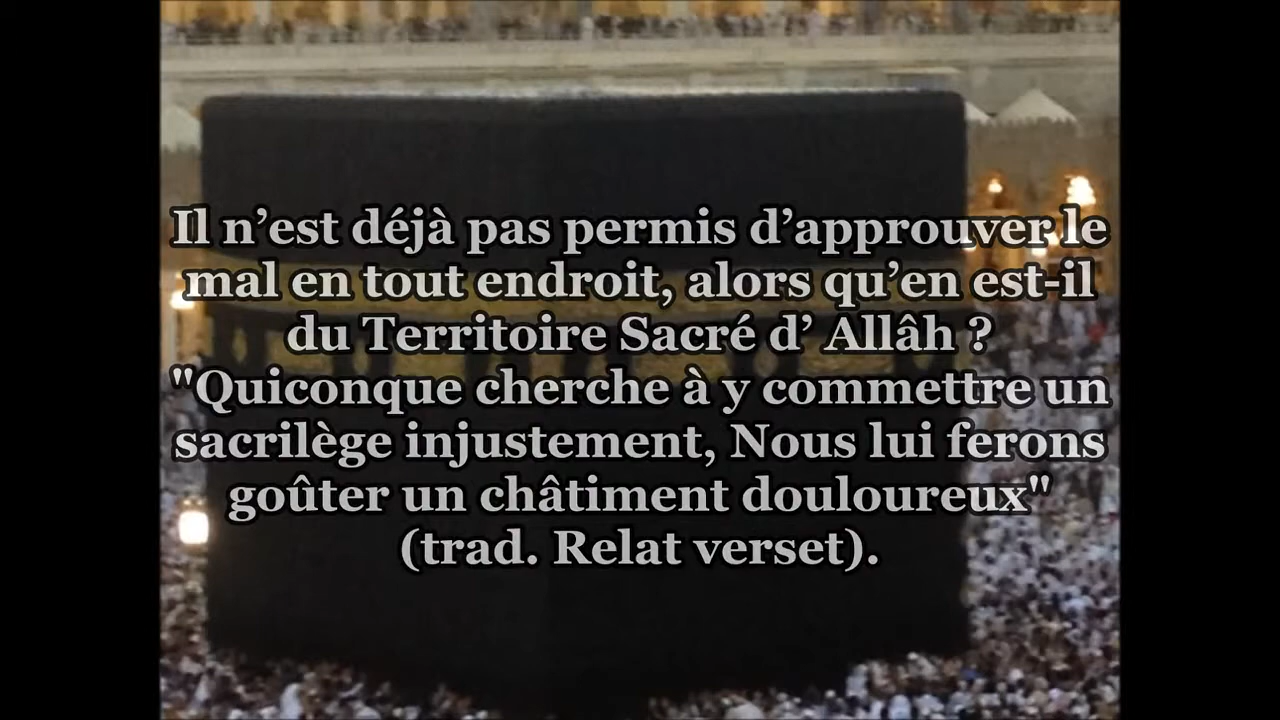 Il n’est déjà pas permis d’approuver le
mal en tout endroit, alors qu’en est-il
du Territoire Sacré d’ Allâh ?
"Quiconque cherche à y commettre un
sacrilège injustement, Nous lui ferons
goûter un châtiment douloureux"
(trad. Relat verset).